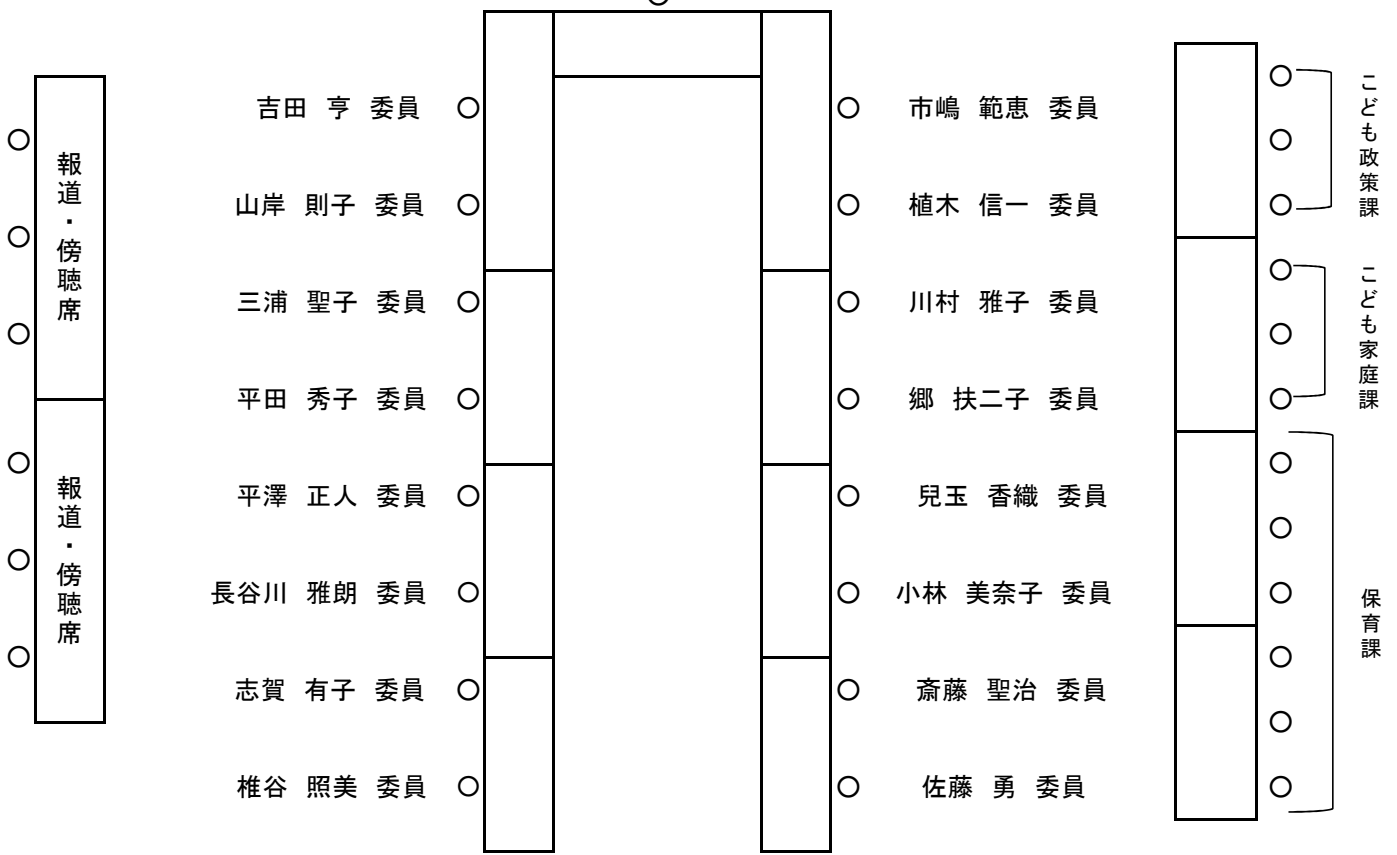 報道・傍聴席
報道・傍聴席
吉田 亨 委員
山岸 則子 委員
三浦 聖子 委員
平田 秀子 委員
平澤 正人 委員
長谷川 雅朗 委員
志賀 有子 委員
椎谷 照美 委員
市嶋 範恵 委員
植木 信一 委員
川村 雅子 委員
郷 扶二子 委員
兒玉 香織 委員
小林 美奈子 委員
斎藤 聖治 委員
佐藤 勇 委員
こども政策課
こども家庭課
保育課